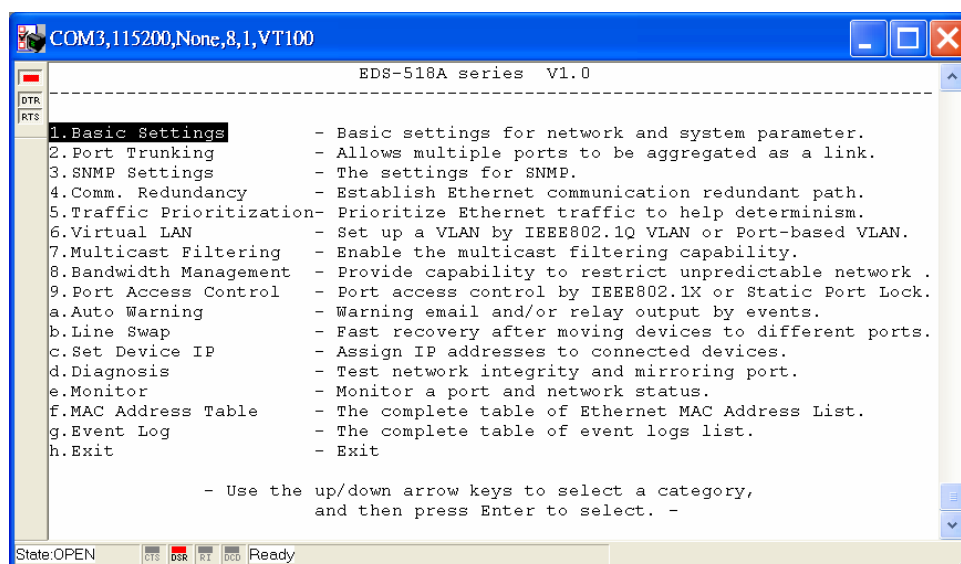 COM3,115200,None,8,1,VT100
EDS-518A series V1.0
DTR
RTS
1.Basic Settings - Basic settings for network and system parameter.
2.Port Trunking - Allows multiple ports to be aggregated as a link.
3.SNMP Settings - The settings for SNMP.
4.Comm. Redundancy - Establish Ethernet communication redundant path.
5.Traffic Prioritization- Prioritize Ethernet traffic to help determinism.
6.Virtual LAN - Set up a VLAN by IEEE802.1Q VLAN or Port-based VLAN.
7.Multicast Filtering - Enable the multicast filtering capability.
8.Bandwidth Management - Provide capability to restrict unpredictable network .
9.Port Access Control - Port access control by IEEE802.1X or Static Port Lock.
a.Auto Warning - Warning email and/or relay output by events.
b.Line Swap - Fast recovery after moving devices to different ports.
c.Set Device IP - Assign IP addresses to connected devices.
d.Diagnosis - Test network integrity and mirroring port.
e.Monitor - Monitor a port and network status.
f.MAC Address Table - The complete table of Ethernet MAC Address List.
g.Event Log - The complete table of event logs list.
h.Exit - Exit
- Use the up/down arrow keys to select a category,
and then press Enter to select. -
State:OPEN CTS DSR RI DCD Ready